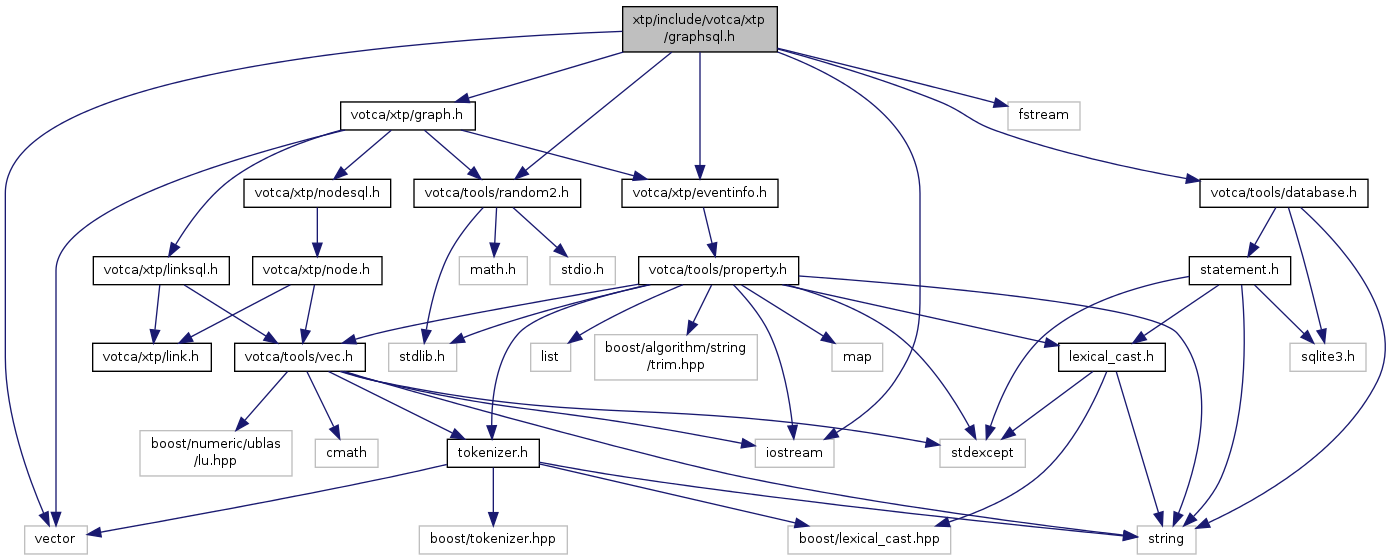 xtp/include/votca/xtp
/graphsql.h
votca/xtp/graph.h
fstream
votca/xtp/nodesql.h
votca/tools/random2.h
votca/xtp/eventinfo.h
votca/tools/database.h
votca/xtp/linksql.h
votca/xtp/node.h
math.h
stdio.h
votca/tools/property.h
statement.h
votca/xtp/link.h
votca/tools/vec.h
stdlib.h
list
boost/algorithm/string
/trim.hpp
map
lexical_cast.h
sqlite3.h
boost/numeric/ublas
/lu.hpp
cmath
tokenizer.h
iostream
stdexcept
vector
boost/tokenizer.hpp
boost/lexical_cast.hpp
string